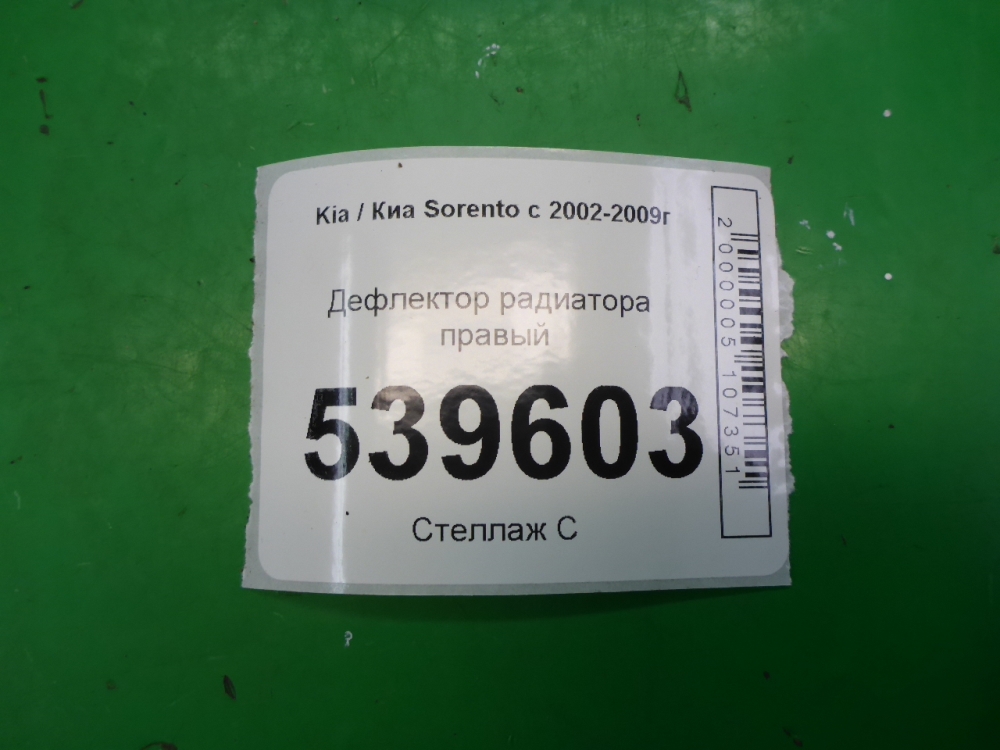 Kia / Киа Sorento с 2002-2009г
Дефлектор радиатора
правый
539603
Стеллаж С
2000005107351